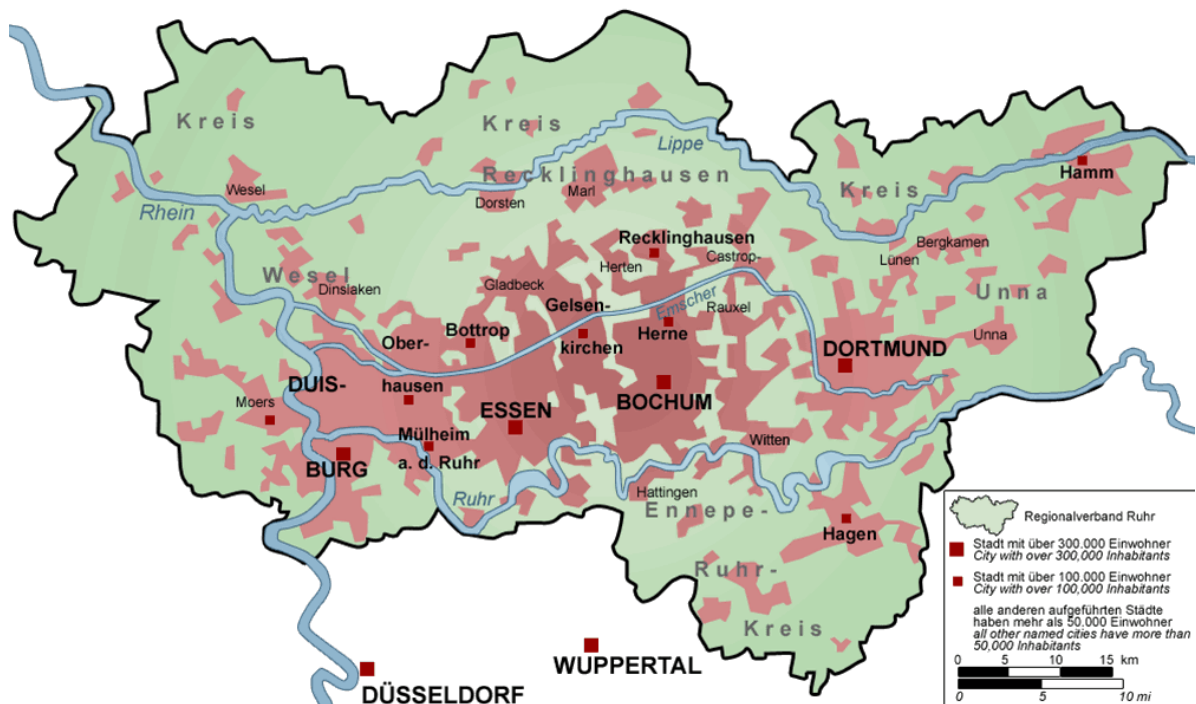 Kreis
Kreis
Recklinghausen
Lippe
Kreis
Hamm
Wesel
Rhein
Dorsten
Marl
Recklinghausen
Castrop-
Herten
Bergkamen
Lünen
Wesel
Dinslaken
Gladbeck
Gelsen-
Emscher
Rauxel
Unna
Ober-
Bottrop
kirchen
Herne
Unna
DORTMUND
DUIS-
hausen
Moers
ESSEN
BOCHUM
Mülheim
a. d. Ruhr
BURG
Witten
Ruhr
Hattingen
Ennepe-
Hagen
Ruhr-
Kreis
WUPPERTAL
DÜSSELDORF
Regionalverband Ruhr
Stadt mit über 300.000 Einwohner
City with over 300,000 Inhabitants
Stadt mit über 100.000 Einwohner
City with over 100,000 Inhabitants
alle anderen aufgeführten Städte
haben mehr als 50.000 Einwohner
all other named cities have more than
50,000 Inhabitants
0 5 10 15 km
0 5 10 mi